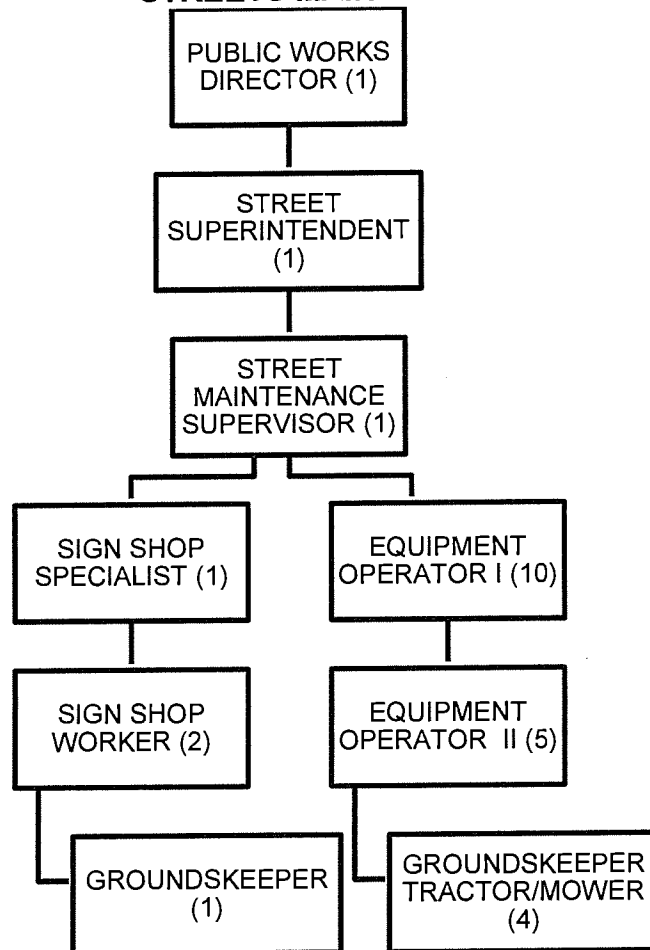 PUBLIC WORKS
DIRECTOR (1)
STREET
SUPERINTENDENT
(1)
STREET
MAINTENANCE
SUPERVISOR (1)
SIGN SHOP
SPECIALIST (1)
EQUIPMENT
OPERATOR I (10)
SIGN SHOP
WORKER (2)
EQUIPMENT
OPERATOR II (5)
GROUNDSKEEPER
(1)
GROUNDSKEEPER
TRACTOR/MOWER
(4)